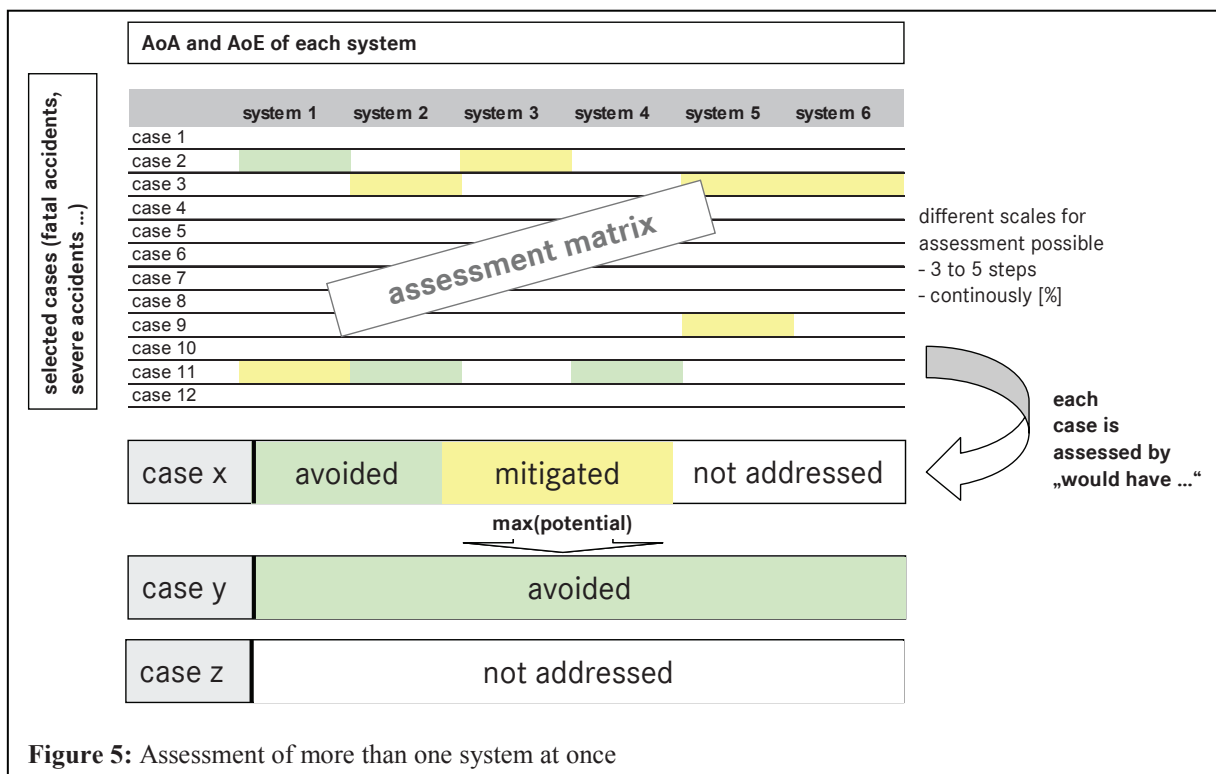 AoA and AoE of each system
selected cases (fatal accidents,
severe accidents ...)
system 1 system 2 system 3 system 4 system 5 system 6
case 1
case 2
case 3
case 4
case 5
case 6
case 7
case 8
case 9
case 10
case 11
case 12
assessment matrix
different scales for
assessment possible
- 3 to 5 steps
- continously [%]
each
case is
assessed by
„would have ...“
case x avoided mitigated not addressed
max(potential)
case y avoided
case z not addressed
Figure 5: Assessment of more than one system at once